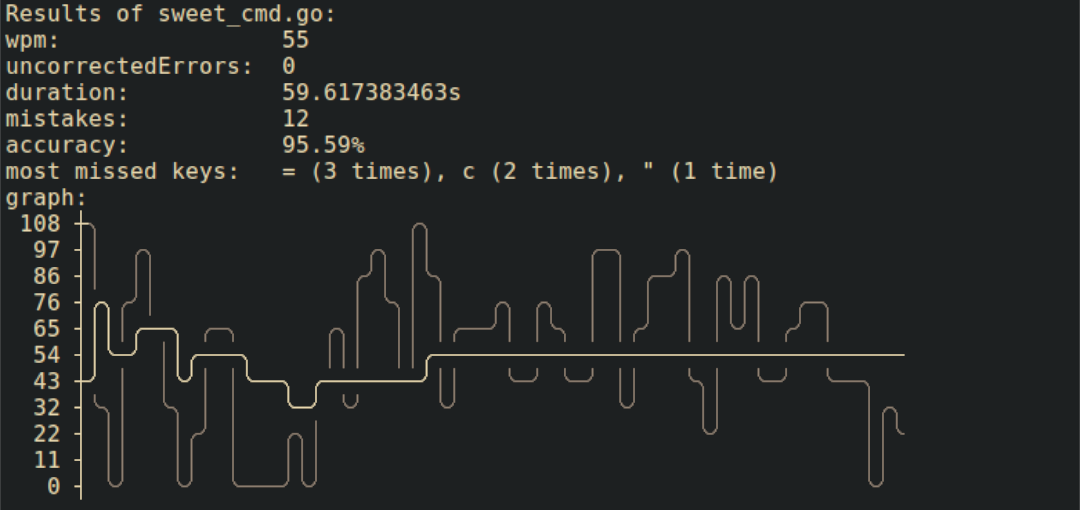 Results of sweet_cmd.go:
wpm: 55
uncorrectedErrors: 0
duration: 59.617383463s
mistakes: 12
accuracy: 95.59%
most missed keys: = (3 times), c (2 times), " (1 time)
graph:
108
97
86
76
65
54
43
32
22
11
0